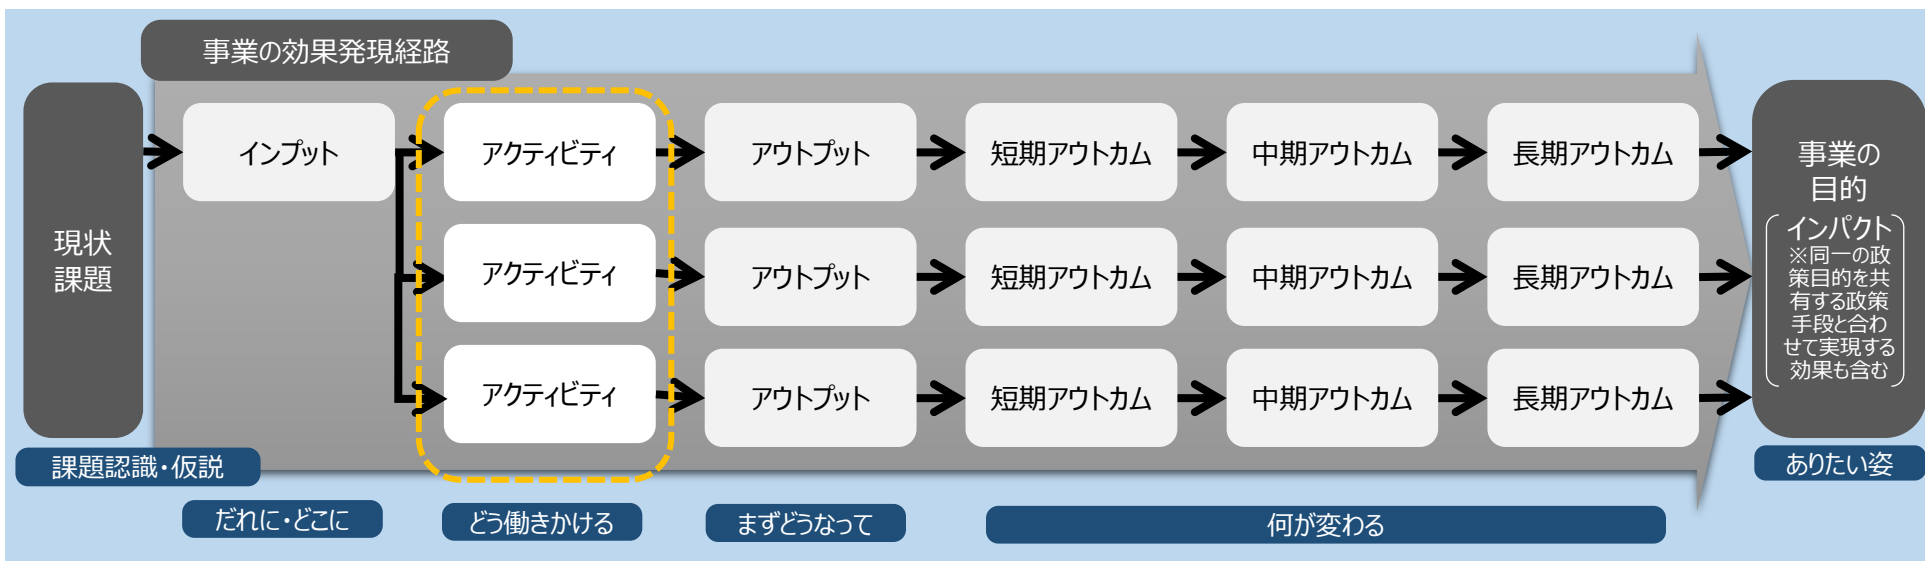 事業の効果発現経路
現状
課題
インプット
アクティビティ
アウトプット
短期アウトカム
中期アウトカム
長期アウトカム
アクティビティ
アウトプット
短期アウトカム
中期アウトカム
長期アウトカム
アクティビティ
アウトプット
短期アウトカム
中期アウトカム
長期アウトカム
事業の
目的
インパクト
※同一の政
策目的を共
有する政策
手段と合わ
せて実現する
効果も含む
課題認識・仮説
ありたい姿
だれに・どこに
どう働きかける
まずどうなって
何が変わる